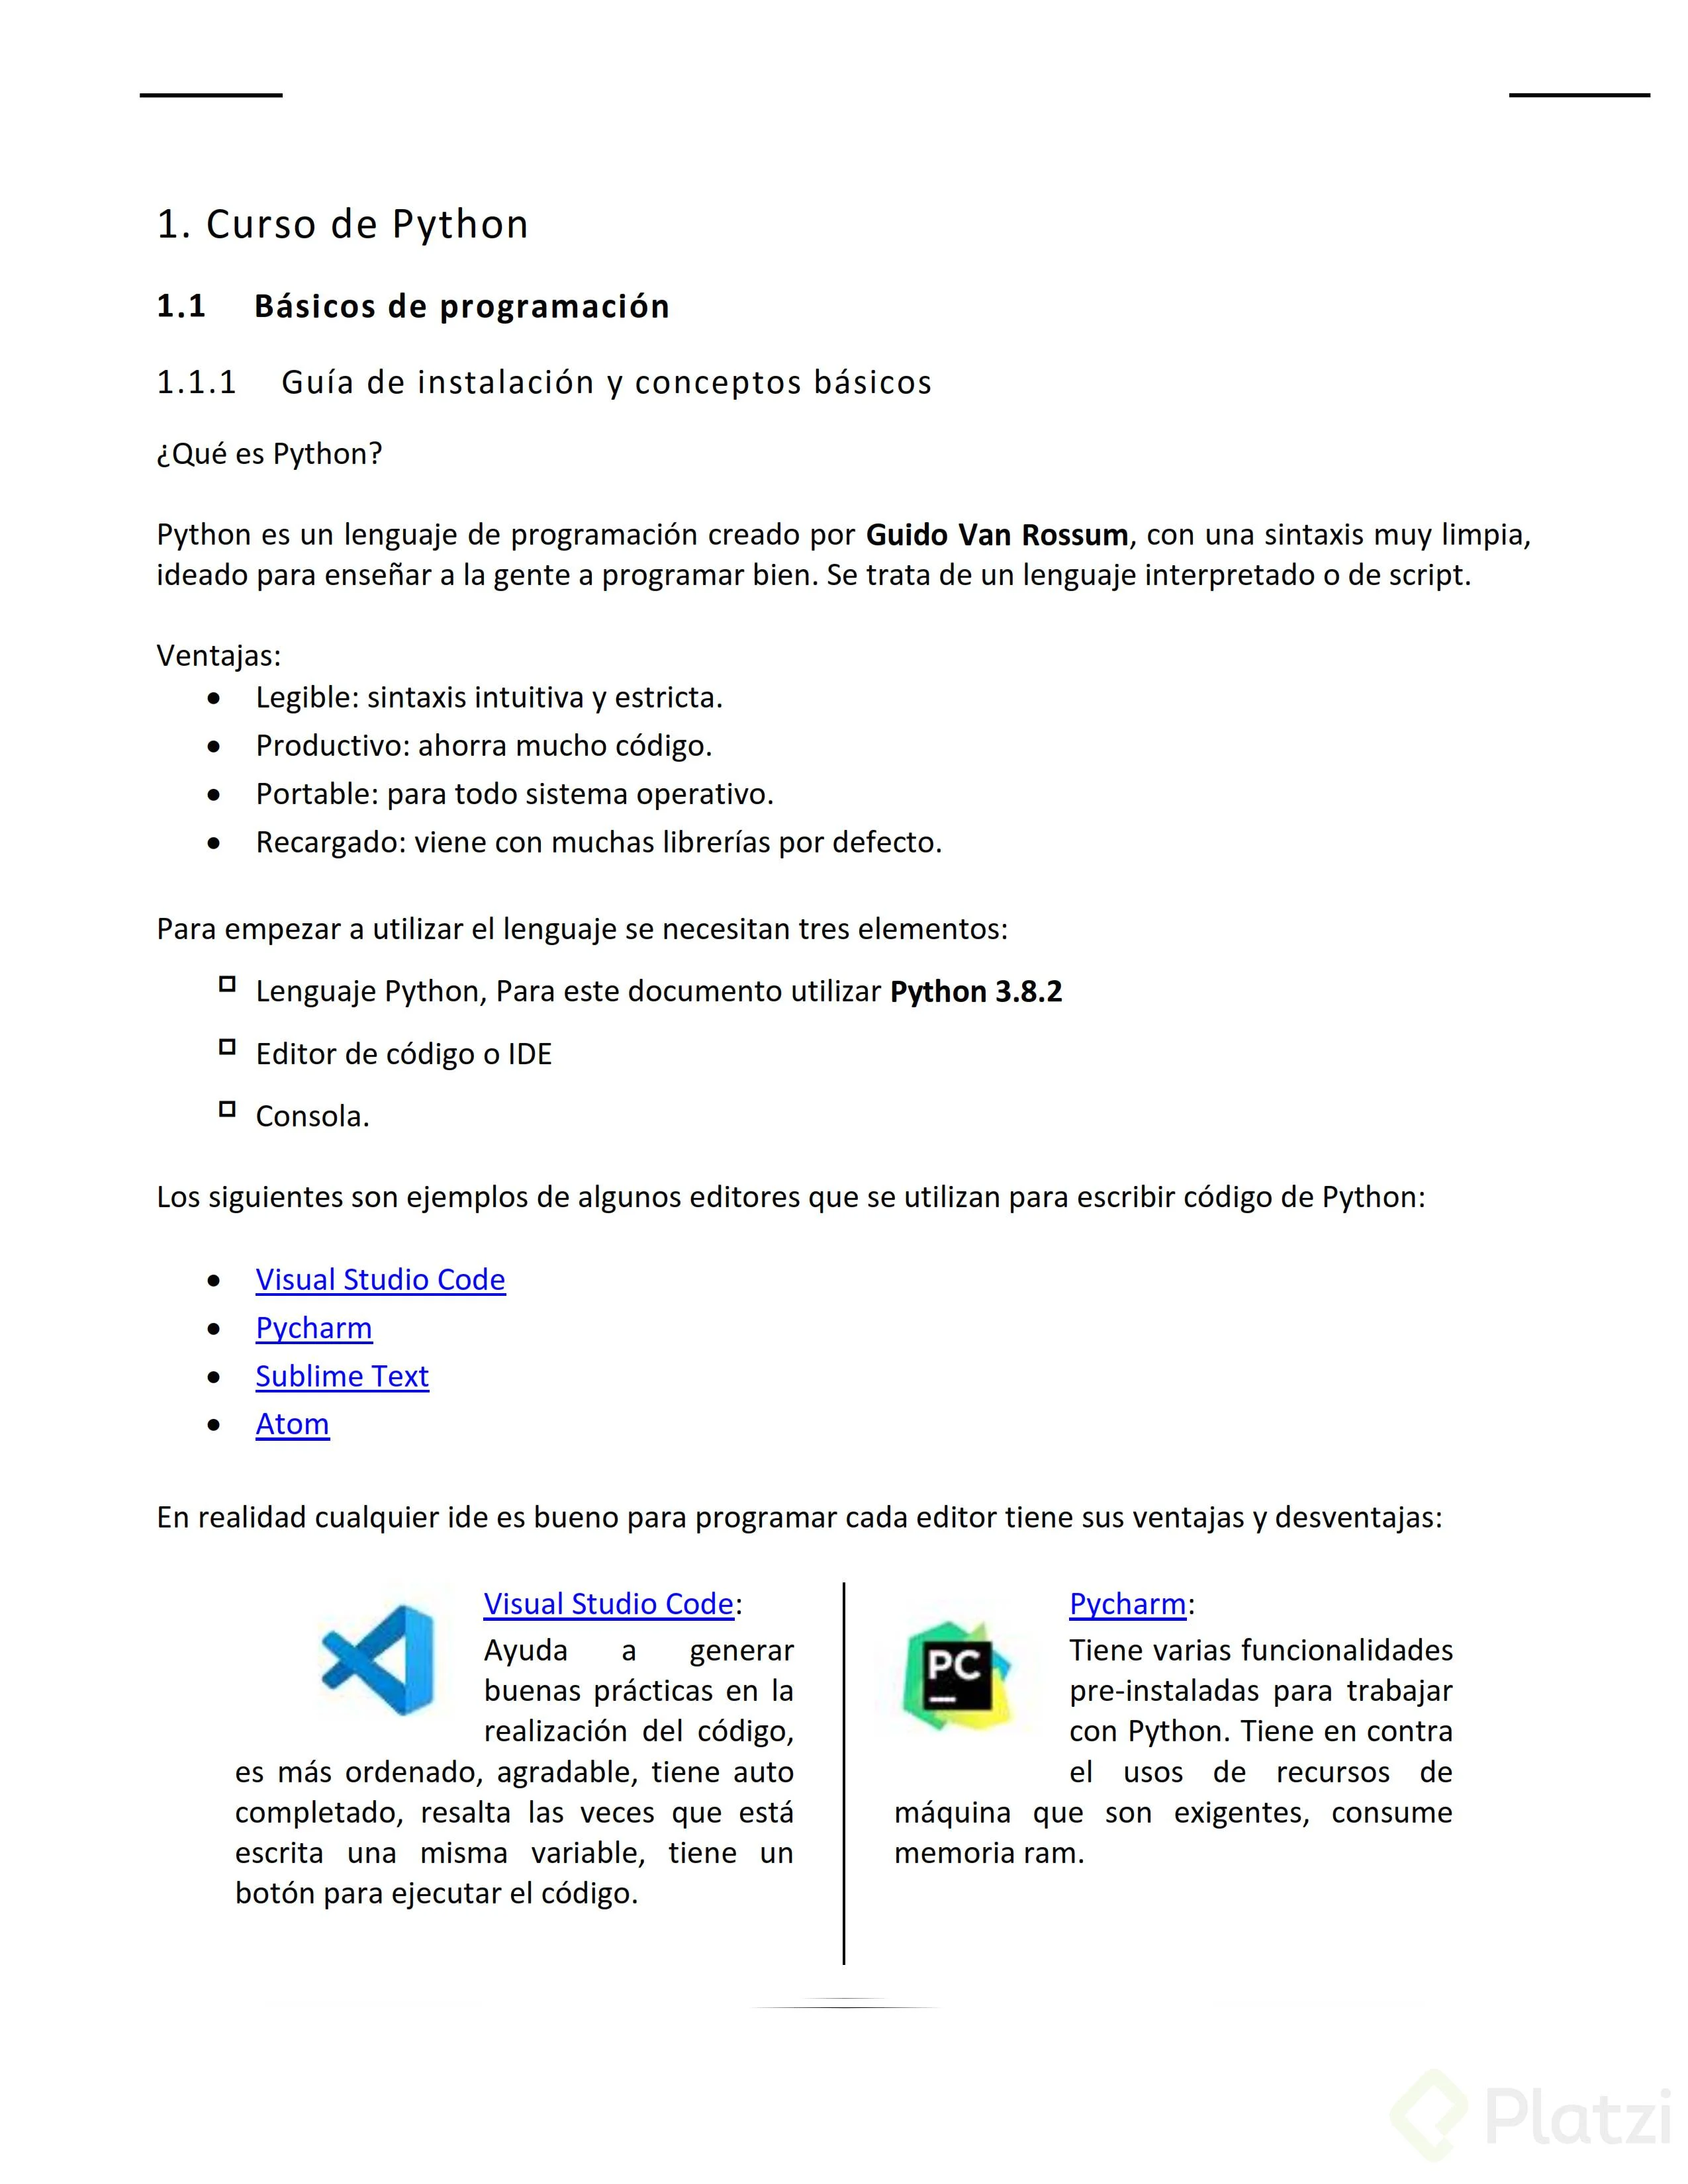 1. Curso de Python
1.1 Básicos de programación
1.1.1 Guía de instalación y conceptos básicos
¿Qué es Python?
Python es un lenguaje de programación creado por Guido Van Rossum, con una sintaxis muy limpia,
ideado para enseñar a la gente a programar bien. Se trata de un lenguaje interpretado o de script.
Ventajas:
• Legible: sintaxis intuitiva y estricta.
• Productivo: ahorra mucho código.
• Portable: para todo sistema operativo.
• Recargado: viene con muchas librerías por defecto.
Para empezar a utilizar el lenguaje se necesitan tres elementos:
Lenguaje Python, Para este documento utilizar Python 3.8.2
Editor de código o IDE
Consola.
Los siguientes son ejemplos de algunos editores que se utilizan para escribir código de Python:
• Visual Studio Code
• Pycharm
• Sublime Text
• Atom
En realidad cualquier ide es bueno para programar cada editor tiene sus ventajas y desventajas:
Visual Studio Code:
Ayuda a generar
buenas prácticas en la
realización del código,
es más ordenado, agradable, tiene auto
completado, resalta las veces que está
escrita una misma variable, tiene un
botón para ejecutar el código.
PC
Pycharm:
Tiene varias funcionalidades
pre-instaladas para trabajar
con Python. Tiene en contra
el usos de recursos de
máquina que son exigentes, consume
memoria ram.
Platzi